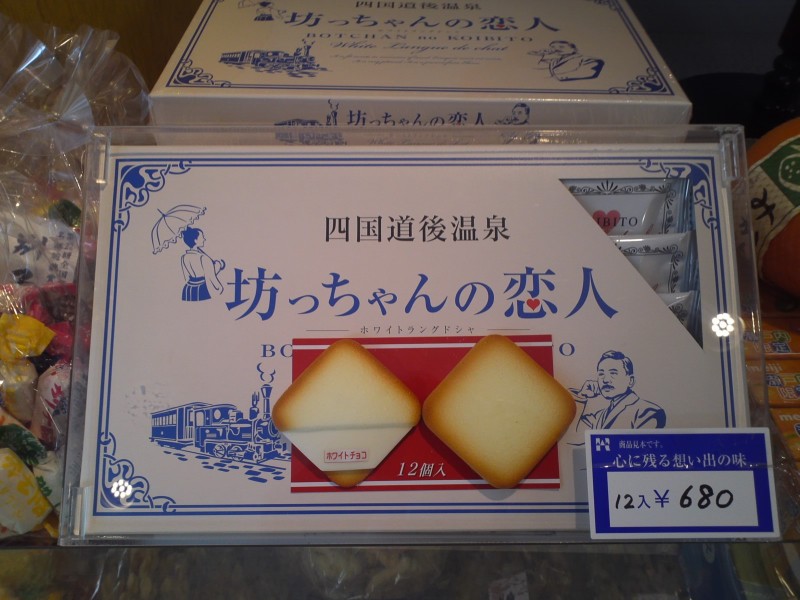 四国道後温泉
坊っちゃんの恋人
BOTCHAN no KOIBITO
White Langue de chat
坊っちゃんの恋人
四国道後温泉
坊っちゃんの恋人
ホワイトラングドシャ
BO
O
IBITO
ホワイトチョコ
12個入
商品見本です。
心に残る想い出の味
12入 ¥680